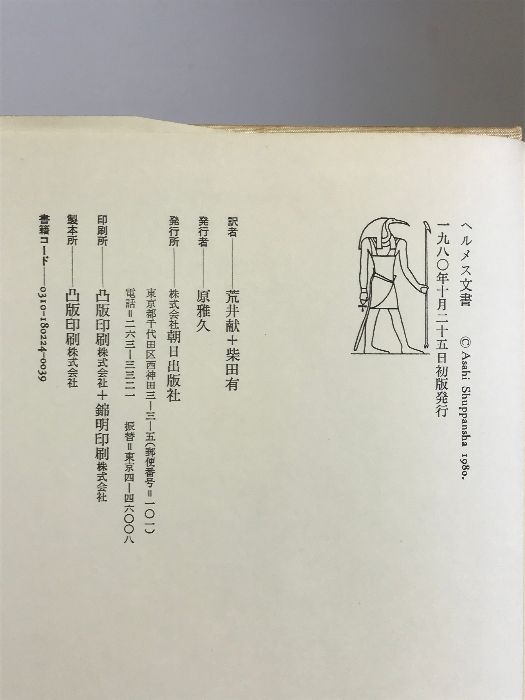 ヘルメス文書　© Asahi Shuppansha 1980.
一九八〇年十月二十五日初版発行
訳者――荒井献＋柴田有
発行者――原雅久
発行所――株式会社朝日出版社
東京都千代田区西神田三―三―五（郵便番号＝一〇一）
電話＝二六三―三三二一　振替＝東京四―四六〇〇八
印刷所――凸版印刷株式会社＋錦明印刷株式会社
製本所――凸版印刷株式会社
書籍コード――0310-180224-0039